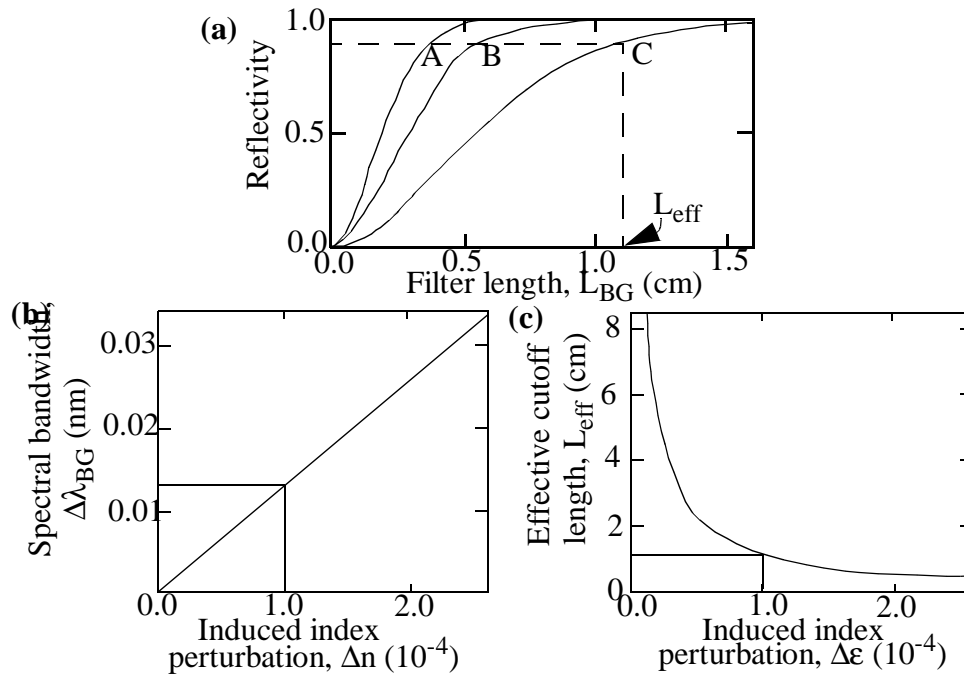 (a)
Reflectivity
1.0
0.5
0.0
A
B
C
L_eff
0.0 0.5 1.0 1.5
Filter length, L_BG (cm)
(b)
Spectral bandwidth,
Δλ_BG (nm)
0.03
0.02
0.01
0.0 1.0 2.0
Induced index
perturbation, Δn (10^-4)
(c)
Effective cutoff
length, L_eff (cm)
8
6
4
2
0
0.0 1.0 2.0
Induced index
perturbation, Δε (10^-4)